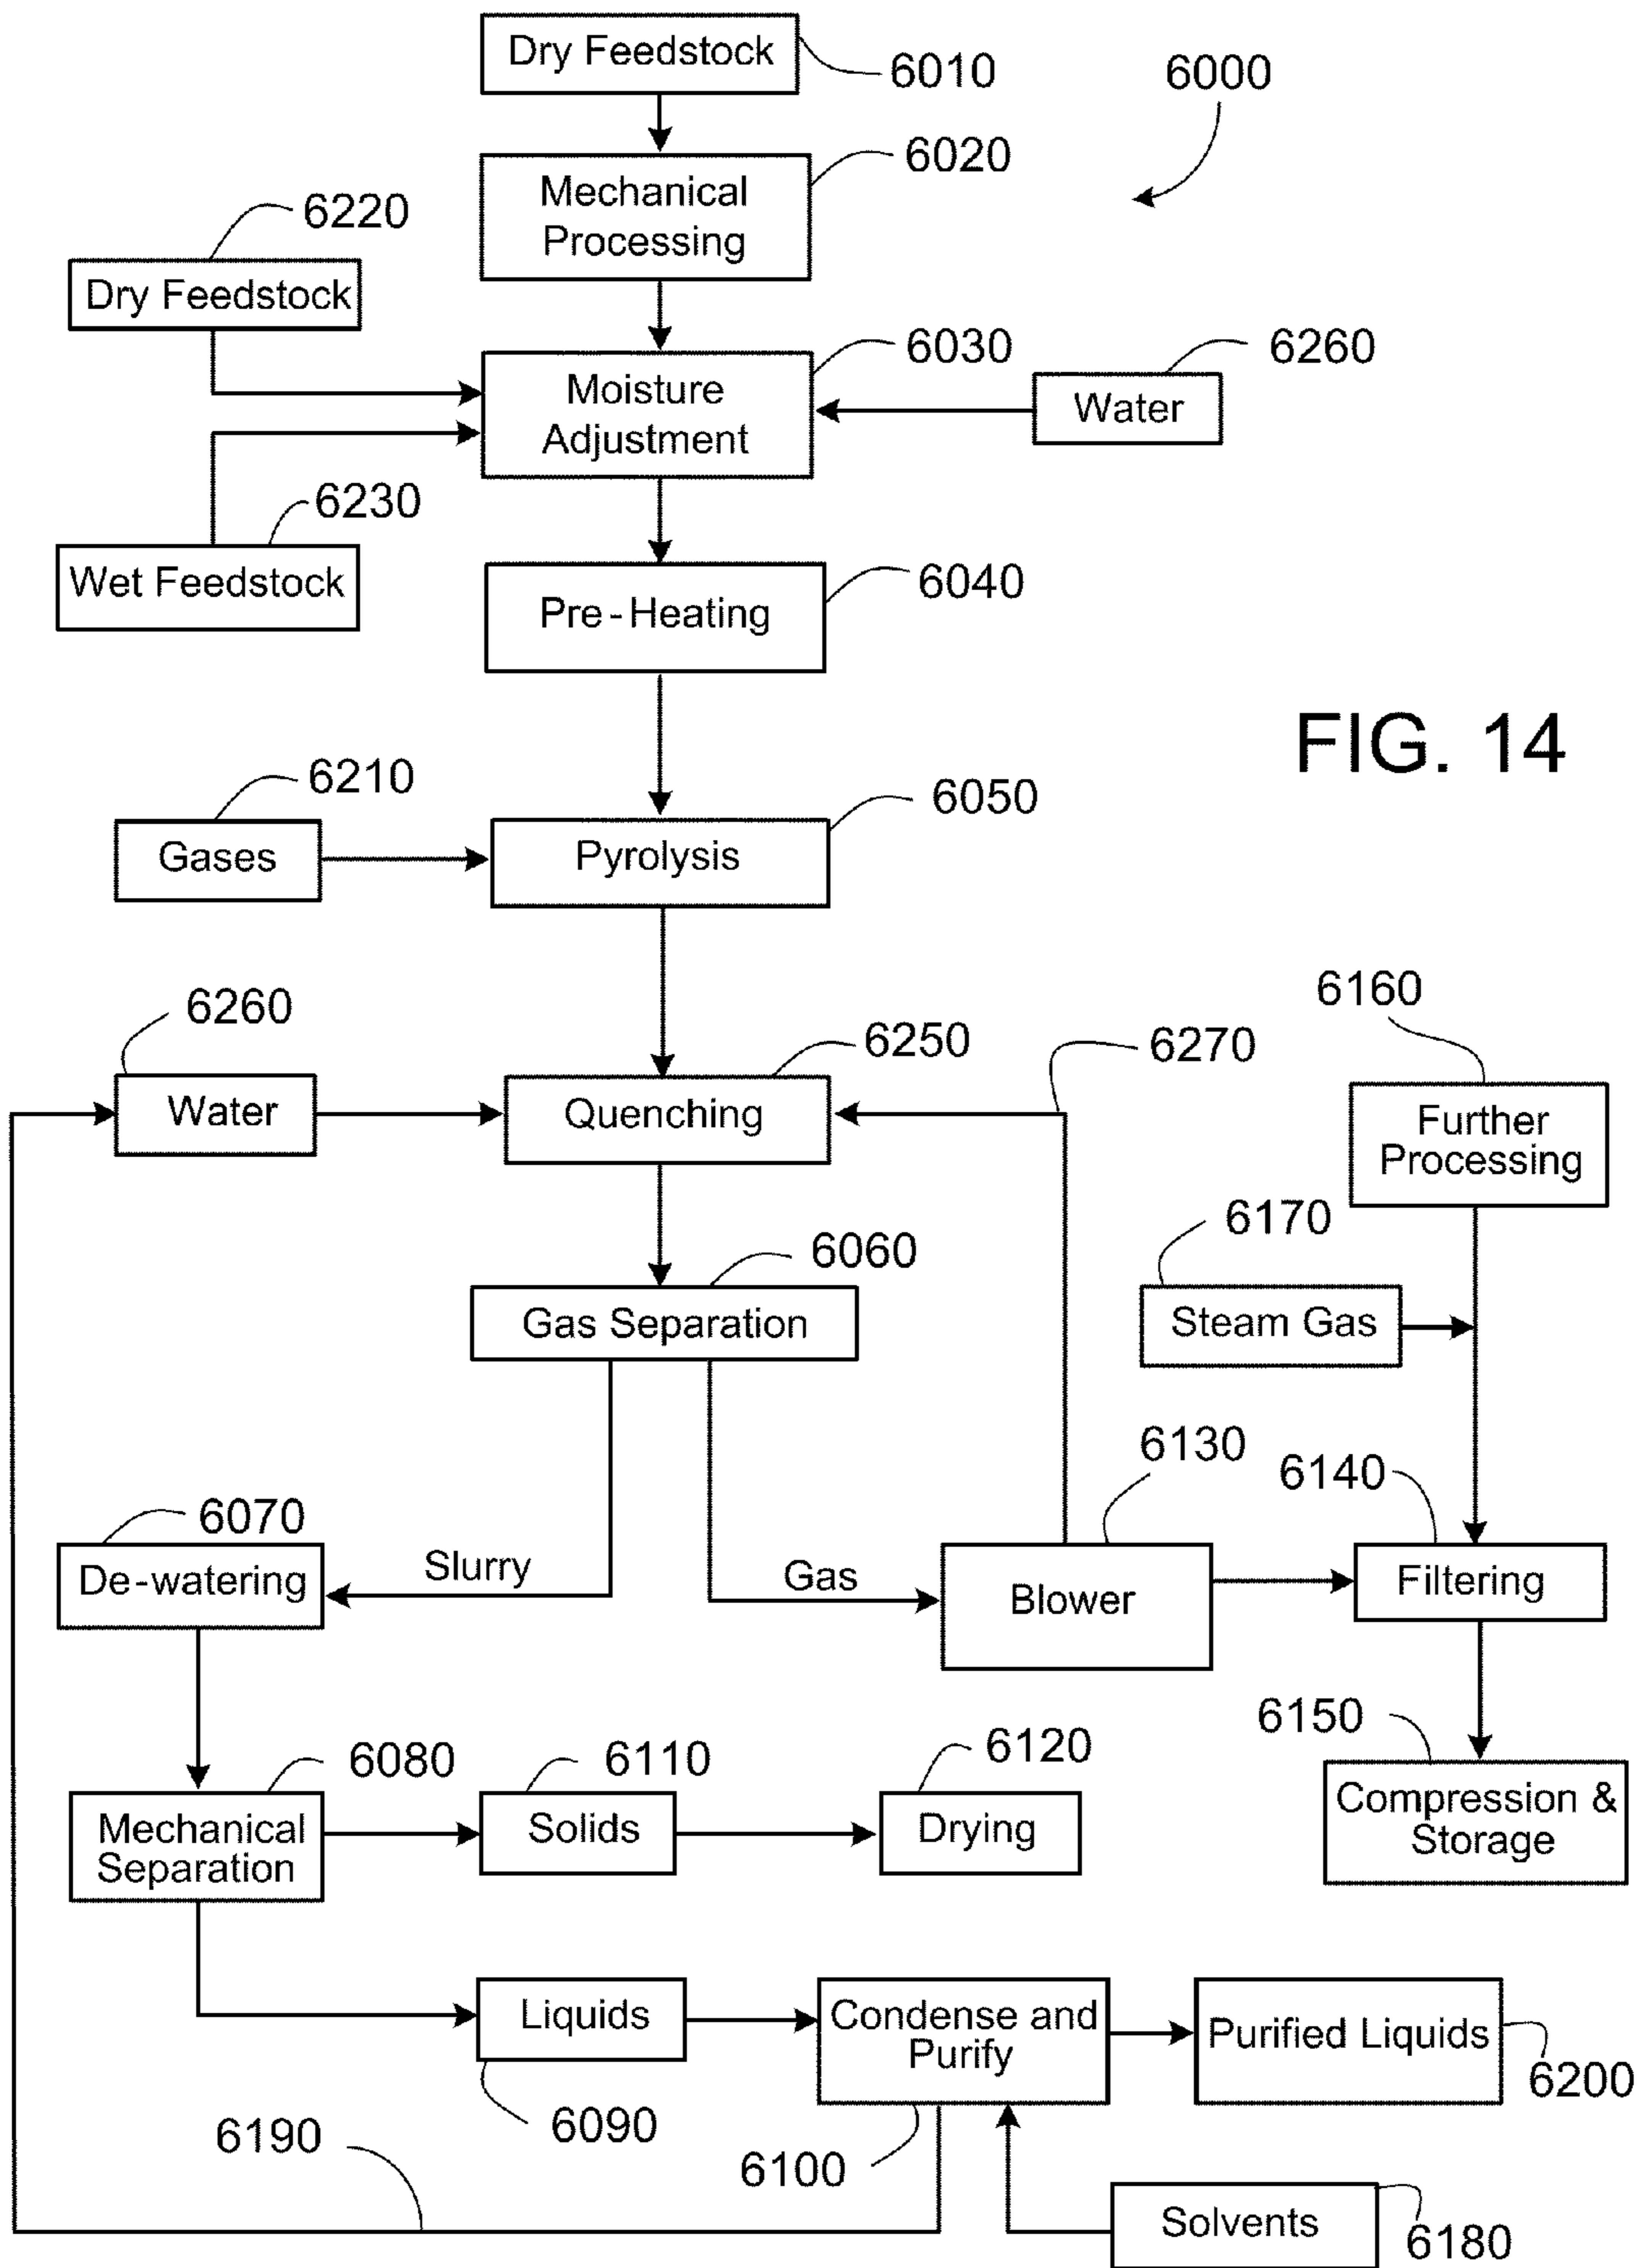 Dry Feedstock
6010
6000
Mechanical
Processing
6020
6220
Dry Feedstock
Moisture
Adjustment
6030
6260
Water
6230
Wet Feedstock
Pre-Heating
6040
FIG. 14
6210
Gases
Pyrolysis
6050
6260
Water
Quenching
6250
6270
6160
Further
Processing
6170
Steam Gas
6060
Gas Separation
6070
De-watering
Slurry
Gas
6130
Blower
6140
Filtering
6150
Compression &
Storage
6080
Mechanical
Separation
6110
Solids
6120
Drying
Liquids
6090
Condense and
Purify
6100
Purified Liquids
6200
6190
Solvents
6180